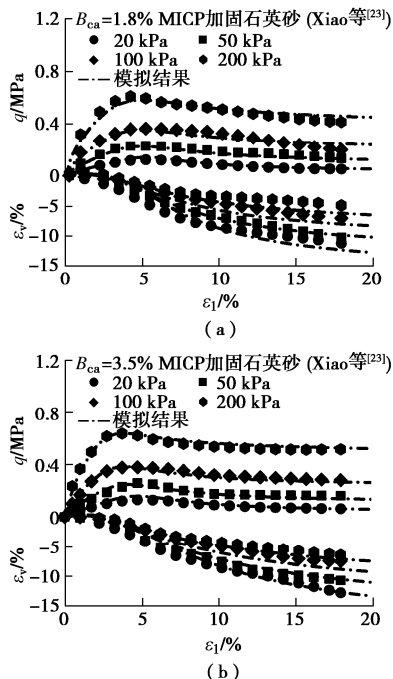 B_ca=1.8% MICP加固石英砂 (Xiao等[23])
20 kPa 50 kPa
100 kPa 200 kPa
模拟结果
1.2
0.8
0.4
0
-5
-10
-15
q/MPa
ε_v/%
0 5 10 15 20
ε_1/%
(a)
B_ca=3.5% MICP加固石英砂 (Xiao等[23])
20 kPa 50 kPa
100 kPa 200 kPa
模拟结果
1.2
0.8
0.4
0
-5
-10
-15
q/MPa
ε_v/%
0 5 10 15 20
ε_1/%
(b)